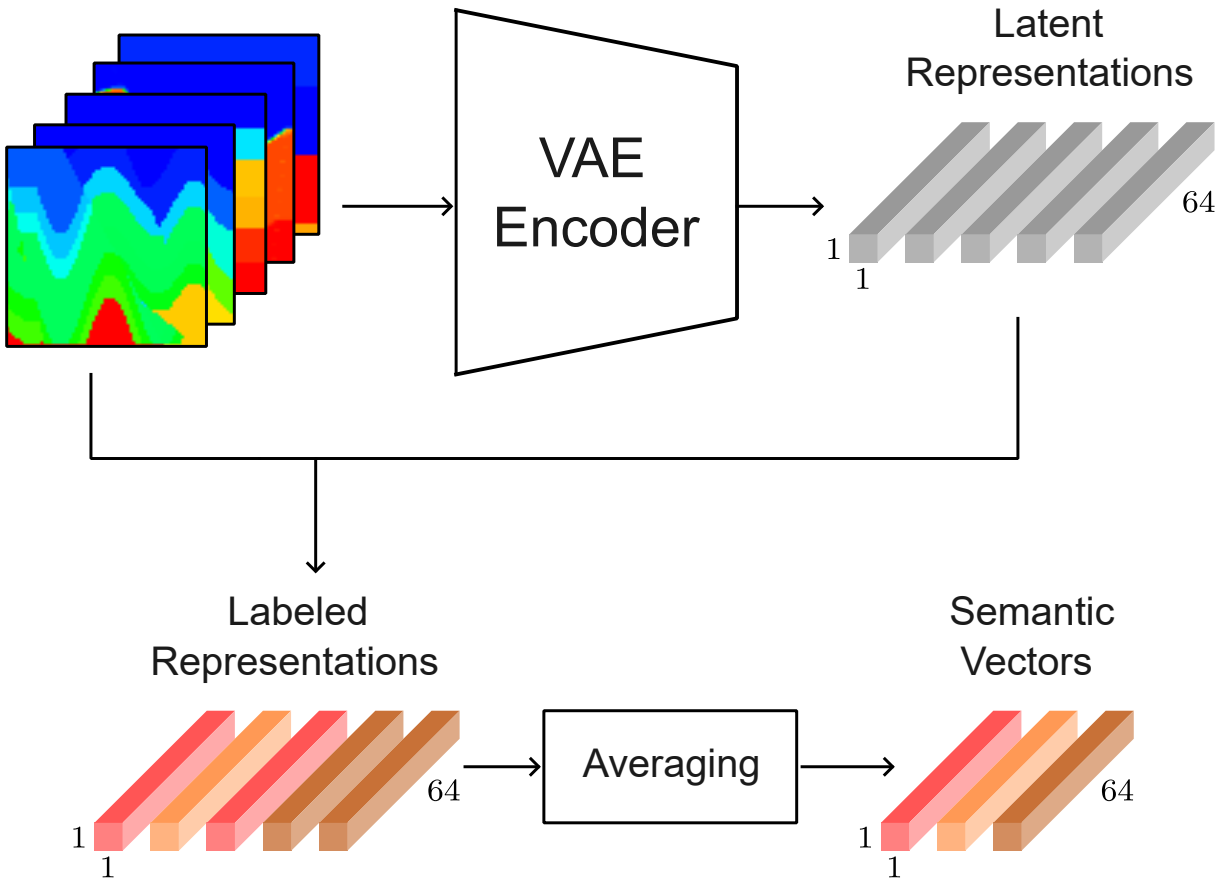 Latent
Representations
VAE
Encoder
64
1
1
Labeled
Representations
Semantic
Vectors
Averaging
64
1
1
64
1
1